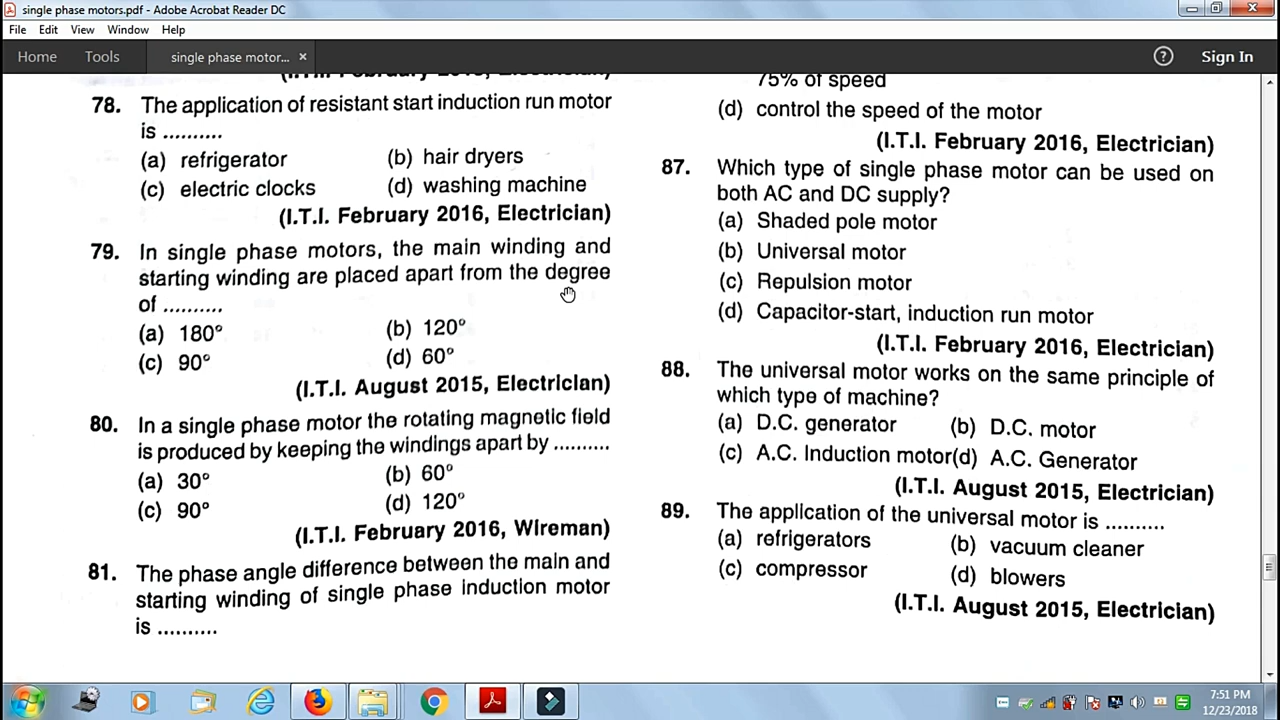 single phase motors.pdf - Adobe Acrobat Reader DC
File Edit View Window Help
Home Tools single phase motor... × Sign In
78. The application of resistant start induction run motor
is ..........
(a) refrigerator (b) hair dryers
(c) electric clocks (d) washing machine
(I.T.I. February 2016, Electrician)
79. In single phase motors, the main winding and
starting winding are placed apart from the degree
of ..........
(a) 180° (b) 120°
(c) 90° (d) 60°
(I.T.I. August 2015, Electrician)
80. In a single phase motor the rotating magnetic field
is produced by keeping the windings apart by ..........
(a) 30° (b) 60°
(c) 90° (d) 120°
(I.T.I. February 2016, Wireman)
81. The phase angle difference between the main and
starting winding of single phase induction motor
is ..........
75% of speed
(d) control the speed of the motor
(I.T.I. February 2016, Electrician)
87. Which type of single phase motor can be used on
both AC and DC supply?
(a) Shaded pole motor
(b) Universal motor
(c) Repulsion motor
(d) Capacitor-start, induction run motor
(I.T.I. February 2016, Electrician)
88. The universal motor works on the same principle of
which type of machine?
(a) D.C. generator (b) D.C. motor
(c) A.C. Induction motor(d) A.C. Generator
(I.T.I. August 2015, Electrician)
89. The application of the universal motor is ..........
(a) refrigerators (b) vacuum cleaner
(c) compressor (d) blowers
(I.T.I. August 2015, Electrician)
7:51 PM
12/23/2018